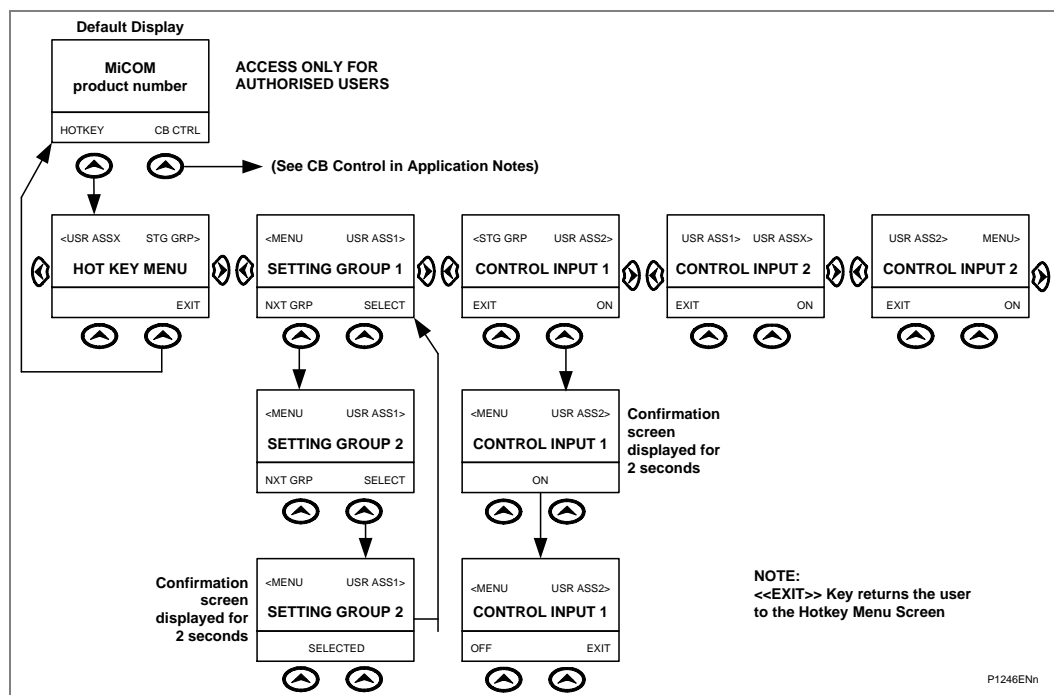 Default Display
MiCOM
product number
HOTKEY CB CTRL
ACCESS ONLY FOR
AUTHORISED USERS
(See CB Control in Application Notes)
<USR ASSX STG GRP>
HOT KEY MENU
EXIT
<MENU USR ASS1>
SETTING GROUP 1
NXT GRP SELECT
<STG GRP USR ASS2>
CONTROL INPUT 1
EXIT ON
USR ASS1> USR ASSX>
CONTROL INPUT 2
EXIT ON
USR ASS2> MENU>
CONTROL INPUT 2
EXIT ON
<MENU USR ASS1>
SETTING GROUP 2
NXT GRP SELECT
<MENU USR ASS2>
CONTROL INPUT 1
ON
Confirmation
screen
displayed for
2 seconds
Confirmation
screen
displayed for
2 seconds
<MENU USR ASS1>
SETTING GROUP 2
SELECTED
<MENU USR ASS2>
CONTROL INPUT 1
OFF EXIT
NOTE:
<<EXIT>> Key returns the user
to the Hotkey Menu Screen
P1246ENn